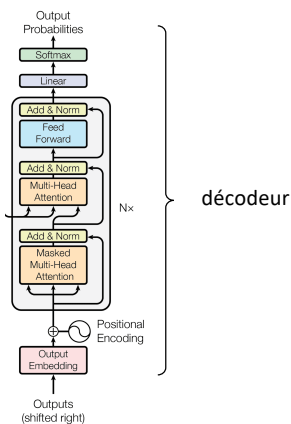 Output
Probabilities
Softmax
Linear
Add & Norm
Feed
Forward
Add & Norm
Multi-Head
Attention
Add & Norm
Masked
Multi-Head
Attention
N×
décodeur
Positional
Encoding
Output
Embedding
Outputs
(shifted right)